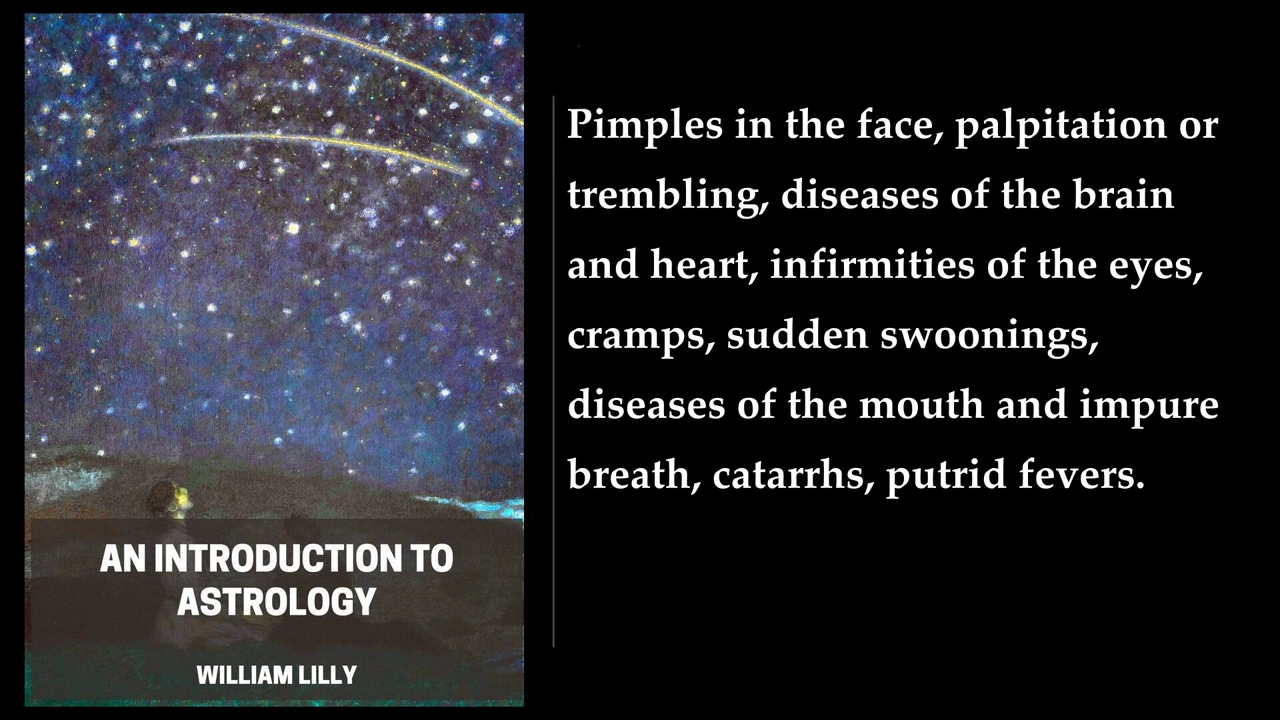 AN INTRODUCTION TO
ASTROLOGY
WILLIAM LILLY
Pimples in the face, palpitation or
trembling, diseases of the brain
and heart, infirmities of the eyes,
cramps, sudden swoonings,
diseases of the mouth and impure
breath, catarrhs, putrid fevers.